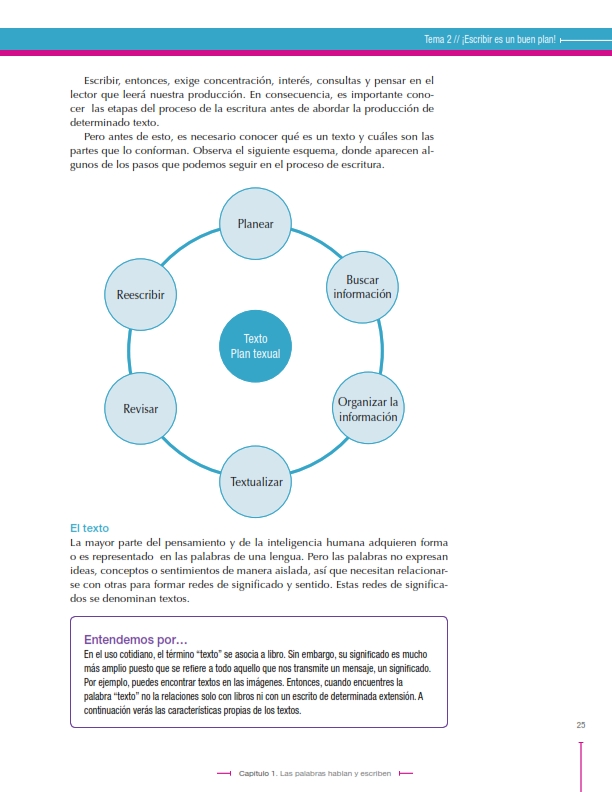 Tema 2 // ¡Escribir es un buen plan!
Escribir, entonces, exige concentración, interés, consultas y pensar en el
lector que leerá nuestra producción. En consecuencia, es importante cono-
cer las etapas del proceso de la escritura antes de abordar la producción de
determinado texto.
Pero antes de esto, es necesario conocer qué es un texto y cuáles son las
partes que lo conforman. Observa el siguiente esquema, donde aparecen al-
gunos de los pasos que podemos seguir en el proceso de escritura.
Planear
Buscar
información
Organizar la
información
Textualizar
Revisar
Reescribir
Texto
Plan texual
El texto
La mayor parte del pensamiento y de la inteligencia humana adquieren forma
o es representado en las palabras de una lengua. Pero las palabras no expresan
ideas, conceptos o sentimientos de manera aislada, así que necesitan relacionar-
se con otras para formar redes de significado y sentido. Estas redes de significa-
dos se denominan textos.
Entendemos por...
En el uso cotidiano, el término “texto” se asocia a libro. Sin embargo, su significado es mucho
más amplio puesto que se refiere a todo aquello que nos transmite un mensaje, un significado.
Por ejemplo, puedes encontrar textos en las imágenes. Entonces, cuando encuentres la
palabra “texto” no la relaciones solo con libros ni con un escrito de determinada extensión. A
continuación verás las características propias de los textos.
25
Capítulo 1. Las palabras hablan y escriben